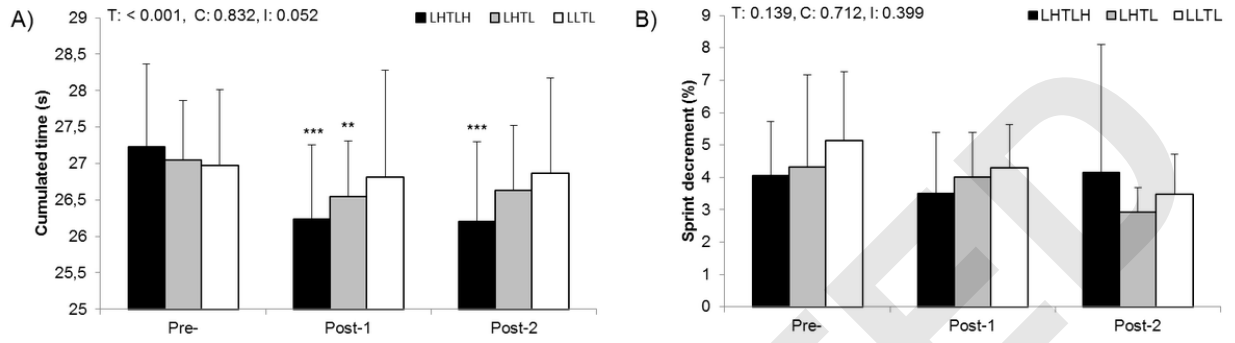 A)
T: < 0.001, C: 0.832, I: 0.052
LHTLH LHTL LLTL
Cumulated time (s)
29
28,5
28
27,5
27
26,5
26
25,5
25
*** ** ***
Pre- Post-1 Post-2
B)
T: 0.139, C: 0.712, I: 0.399
LHTLH LHTL LLTL
Sprint decrement (%)
9
8
7
6
5
4
3
2
1
0
Pre- Post-1 Post-2